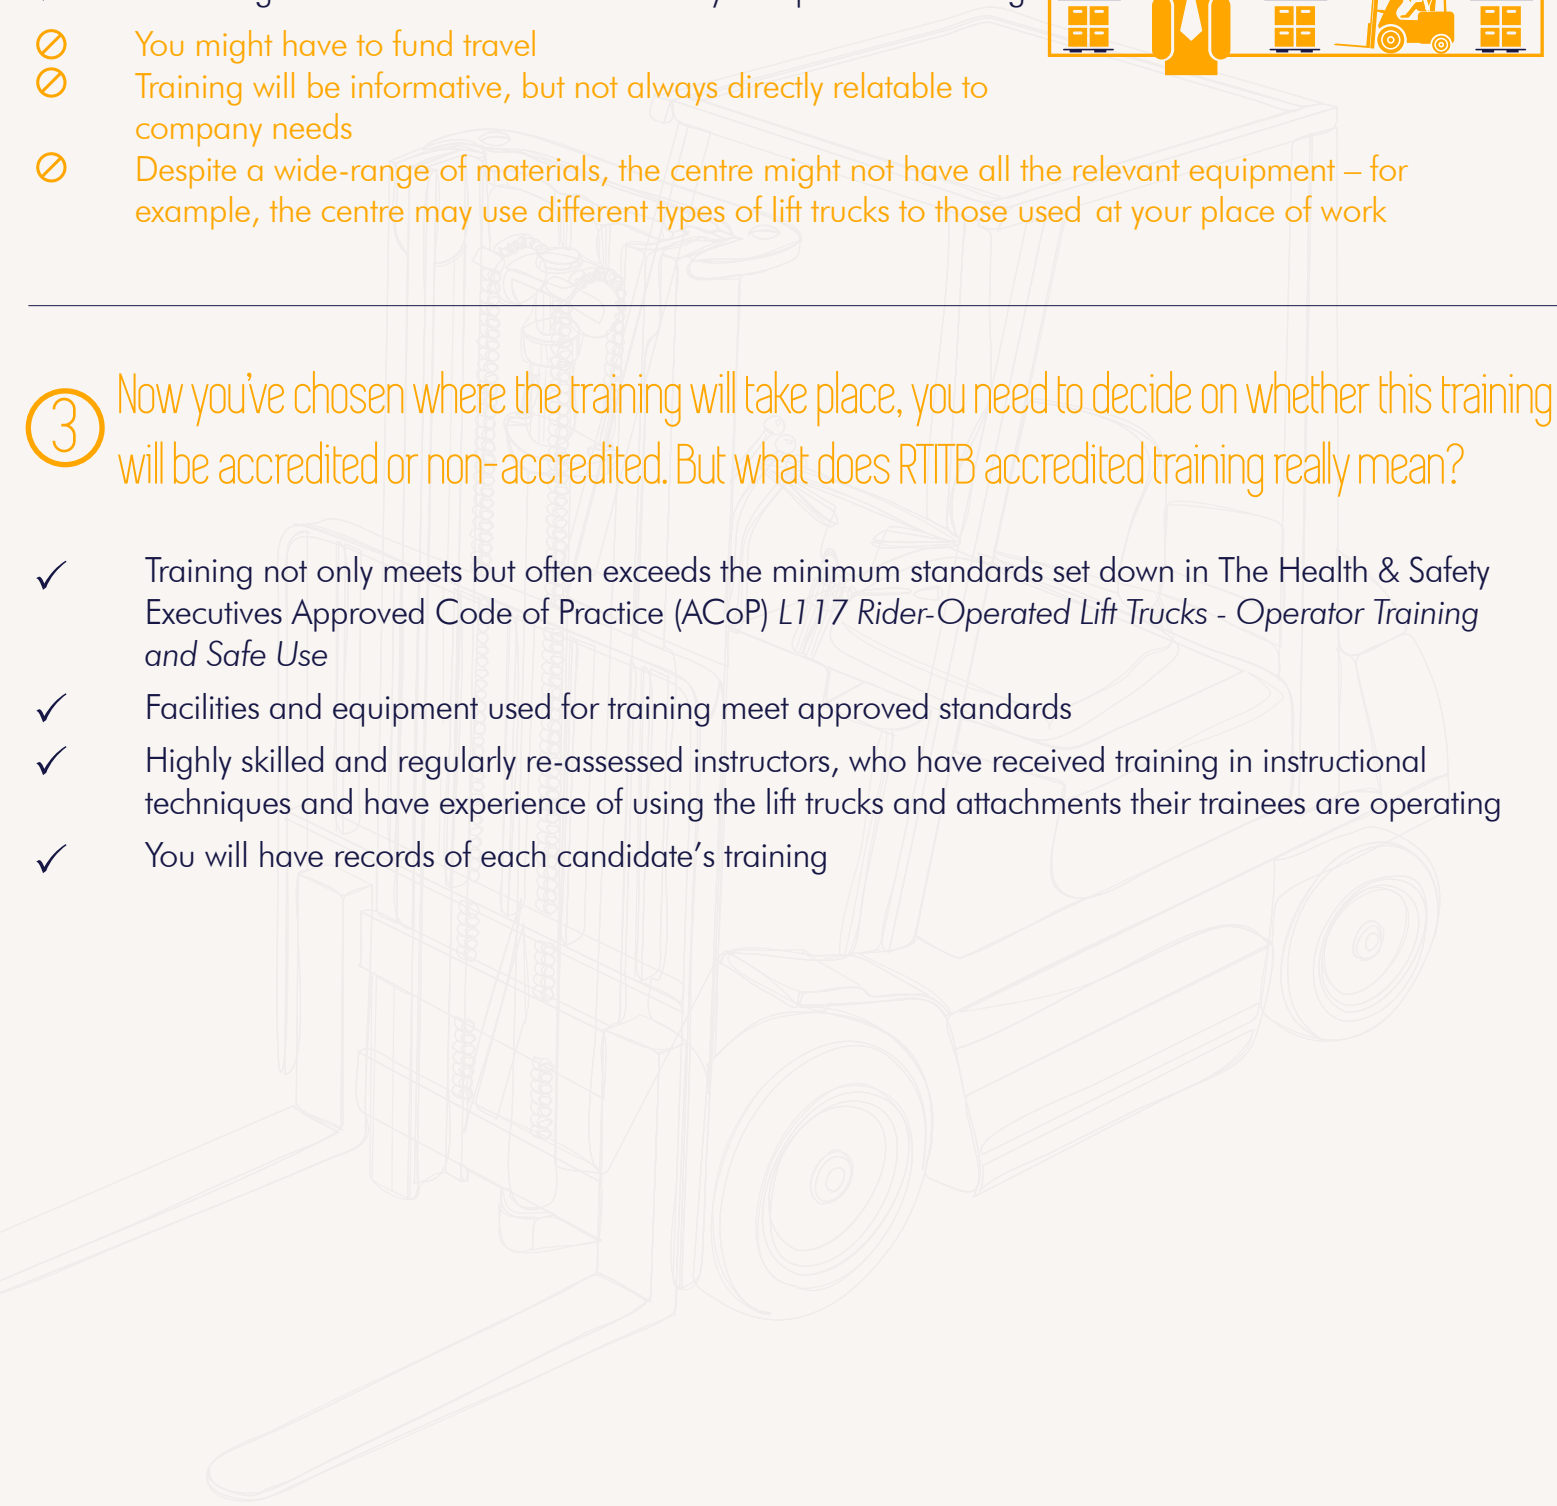 You might have to fund travel
Training will be informative, but not always directly relatable to
company needs
Despite a wide-range of materials, the centre might not have all the relevant equipment – for
example, the centre may use different types of lift trucks to those used at your place of work
3
Now you've chosen where the training will take place, you need to decide on whether this training
will be accredited or non-accredited. But what does RTITB accredited training really mean?
Training not only meets but often exceeds the minimum standards set down in The Health & Safety
Executives Approved Code of Practice (ACoP) L117 Rider-Operated Lift Trucks - Operator Training
and Safe Use
Facilities and equipment used for training meet approved standards
Highly skilled and regularly re-assessed instructors, who have received training in instructional
techniques and have experience of using the lift trucks and attachments their trainees are operating
You will have records of each candidate's training